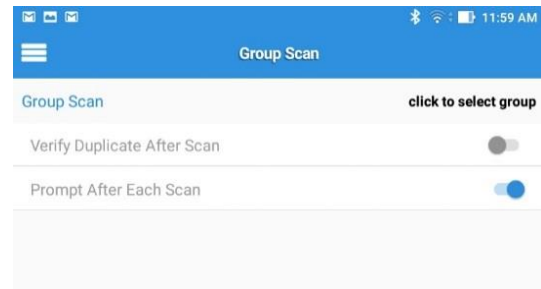 11:59 AM
Group Scan
Group Scan click to select group
Verify Duplicate After Scan
Prompt After Each Scan